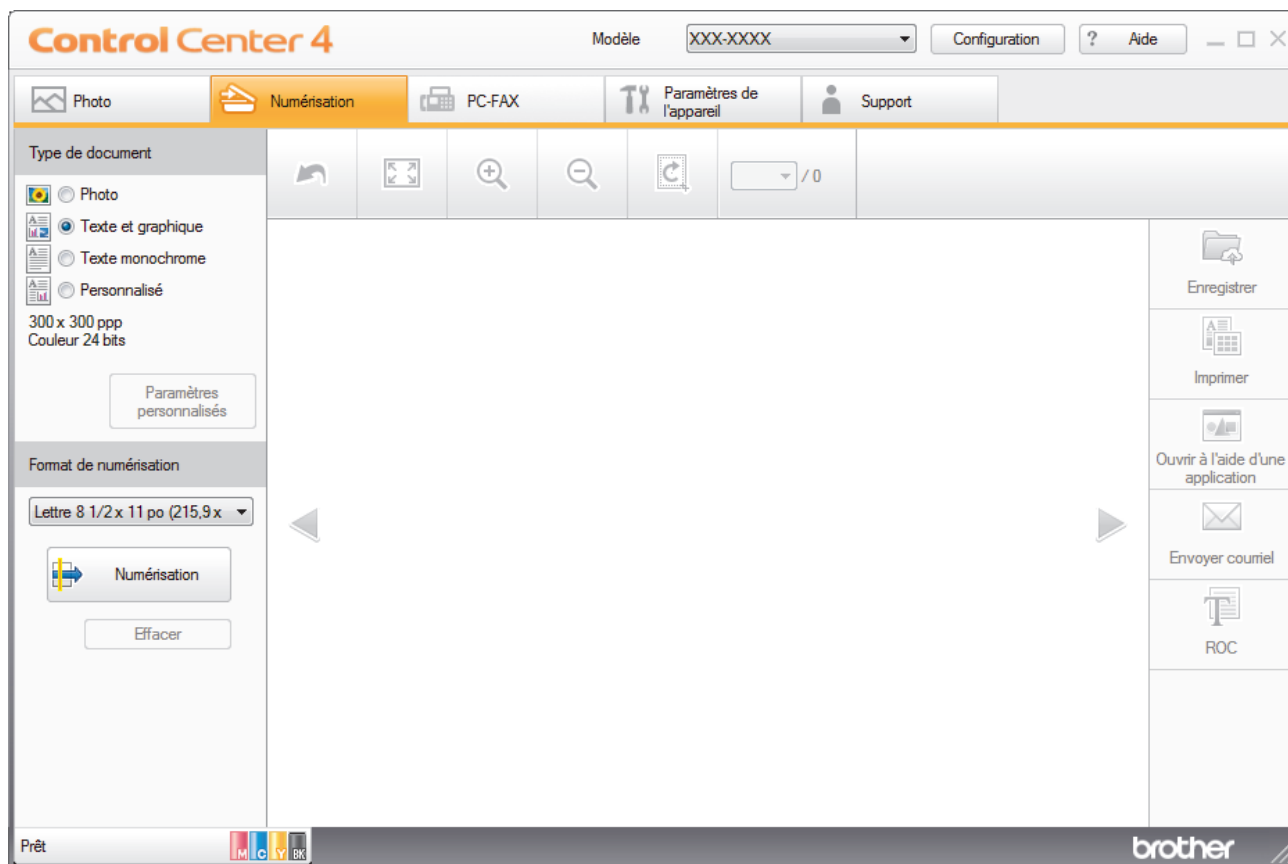 Control Center 4
Modèle
XXX-XXXX
Configuration
? Aide
Photo
Numérisation
PC-FAX
Paramètres de
l'appareil
Support
Type de document
Photo
Texte et graphique
Texte monochrome
Personnalisé
300 x 300 ppp
Couleur 24 bits
Paramètres
personnalisés
Format de numérisation
Lettre 8 1/2 x 11 po (215,9 x
Numérisation
Effacer
/ 0
Enregistrer
Imprimer
Ouvrir à l'aide d'une
application
Envoyer courriel
ROC
Prêt
M C Y BK
brother